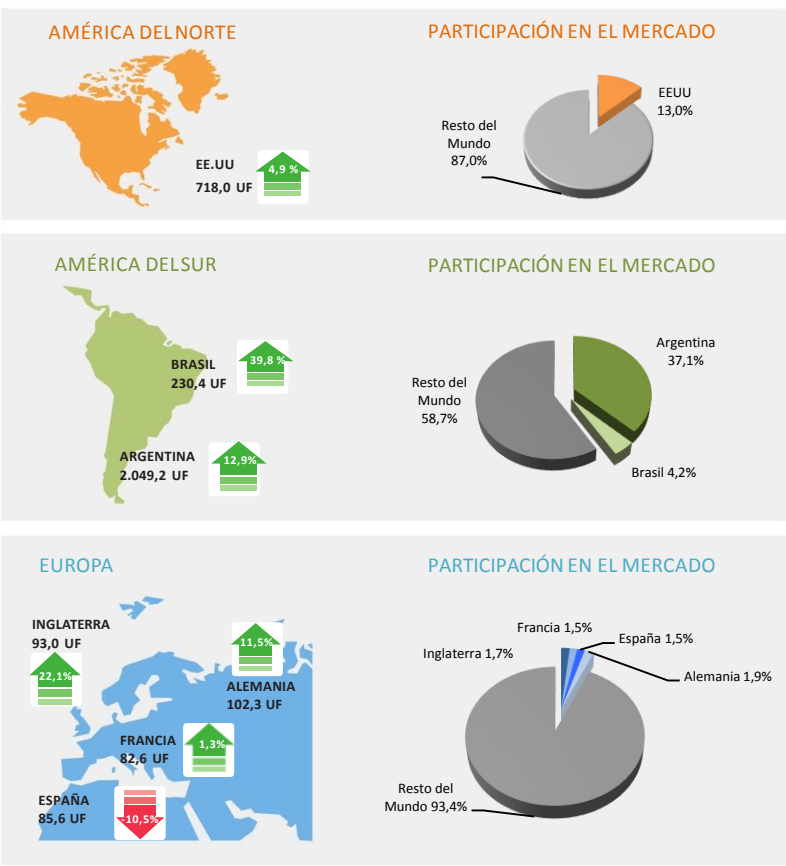 AMÉRICA DEL NORTE
PARTICIPACIÓN EN EL MERCADO
EE.UU
718,0 UF
4,9 %
EEUU
13,0%
Resto del
Mundo
87,0%
AMÉRICA DEL SUR
PARTICIPACIÓN EN EL MERCADO
BRASIL
230,4 UF
39,8 %
ARGENTINA
2.049,2 UF
12,9%
Argentina
37,1%
Resto del
Mundo
58,7%
Brasil 4,2%
EUROPA
PARTICIPACIÓN EN EL MERCADO
INGLATERRA
93,0 UF
22,1%
11,5%
ALEMANIA
102,3 UF
FRANCIA
82,6 UF
1,3%
ESPAÑA
85,6 UF
-10,5%
Francia 1,5%
España 1,5%
Inglaterra 1,7%
Alemania 1,9%
Resto del
Mundo 93,4%